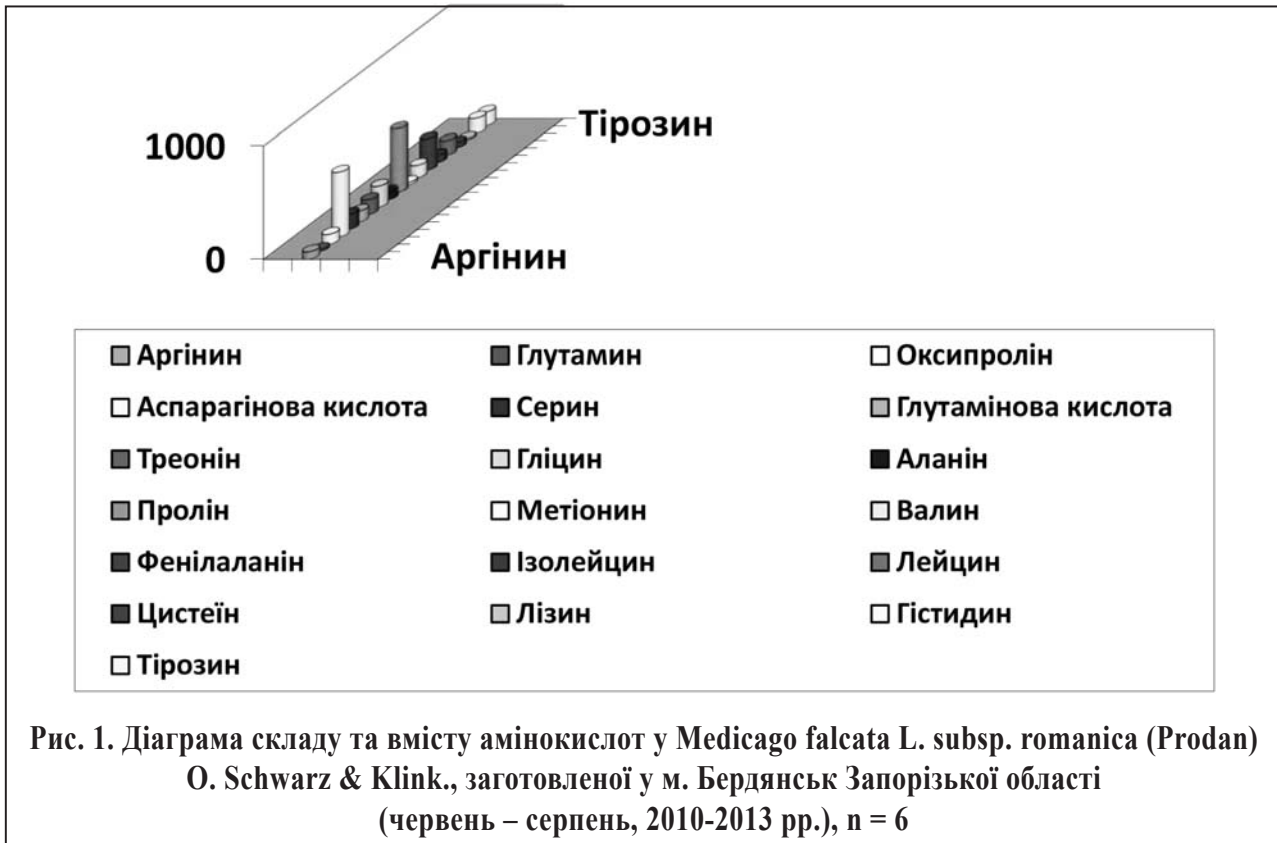 1000
Тірозин
0
Аргінин
Аргінин Глутамин Оксипролін
Аспарагінова кислота Серин Глутамінова кислота
Треонін Гліцин Аланін
Пролін Метіонин Валин
Фенілаланін Ізолейцин Лейцин
Цистеїн Лізин Гістидин
Тірозин
Рис. 1. Діаграма складу та вмісту амінокислот у Medicago falcata L. subsp. romanica (Prodan)
O. Schwarz & Klink., заготовленої у м. Бердянськ Запорізької області
(червень – серпень, 2010-2013 рр.), n = 6